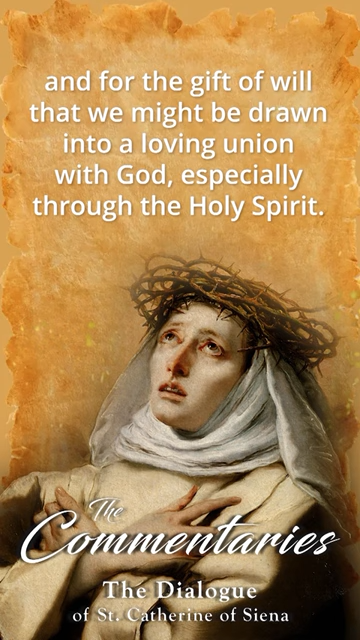 and for the gift of will
that we might be drawn
into a loving union
with God, especially
through the Holy Spirit.
The
Commentaries
The Dialogue
of St. Catherine of Siena